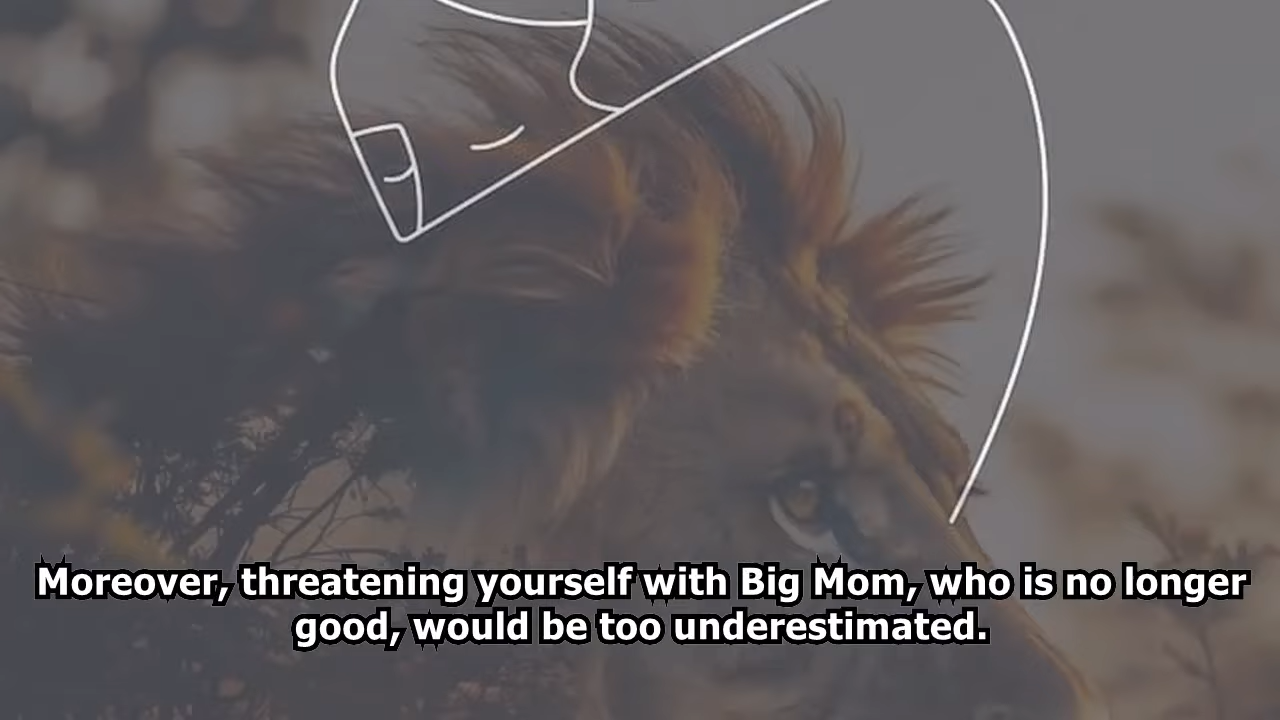 Moreover, threatening yourself with Big Mom, who is no longer
good, would be too underestimated.